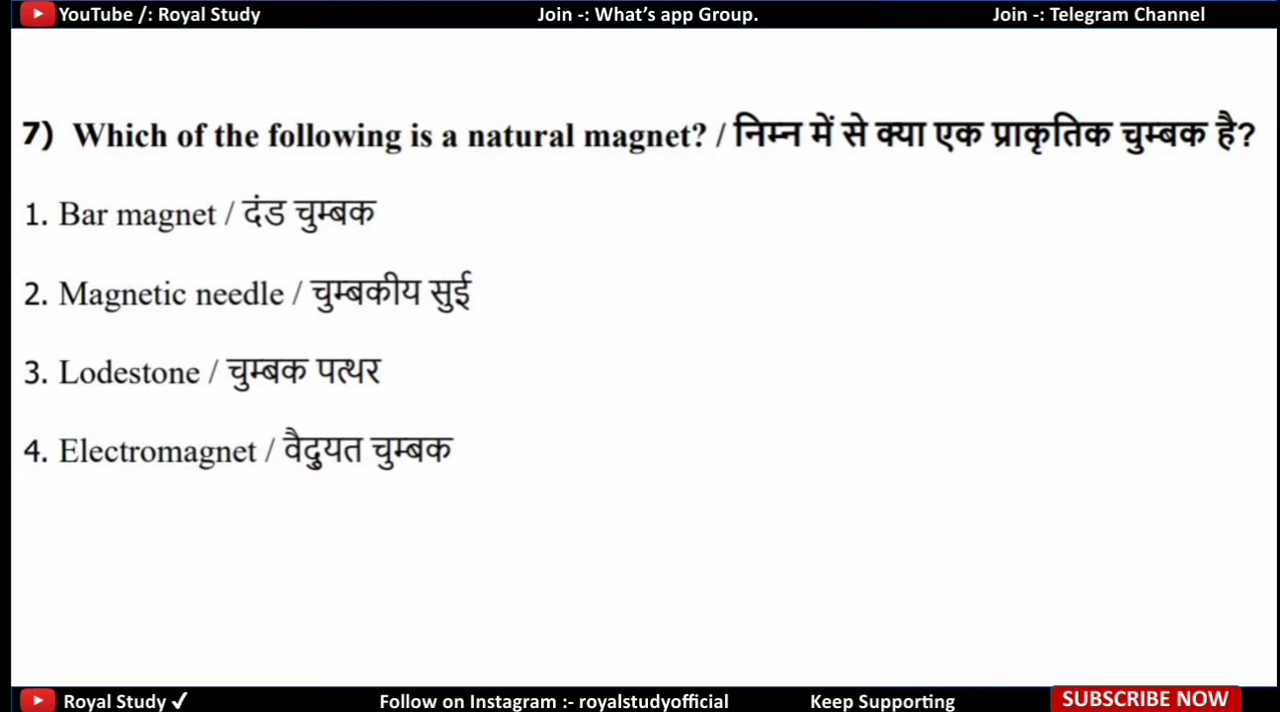 YouTube /: Royal Study Join -: What's app Group. Join -: Telegram Channel
7) Which of the following is a natural magnet? / निम्न में से क्या एक प्राकृतिक चुम्बक है?
1. Bar magnet / दंड चुम्बक
2. Magnetic needle / चुम्बकीय सुई
3. Lodestone / चुम्बक पत्थर
4. Electromagnet / वैदुयत चुम्बक
Royal Study ✓ Follow on Instagram :- royalstudyofficial Keep Supporting SUBSCRIBE NOW